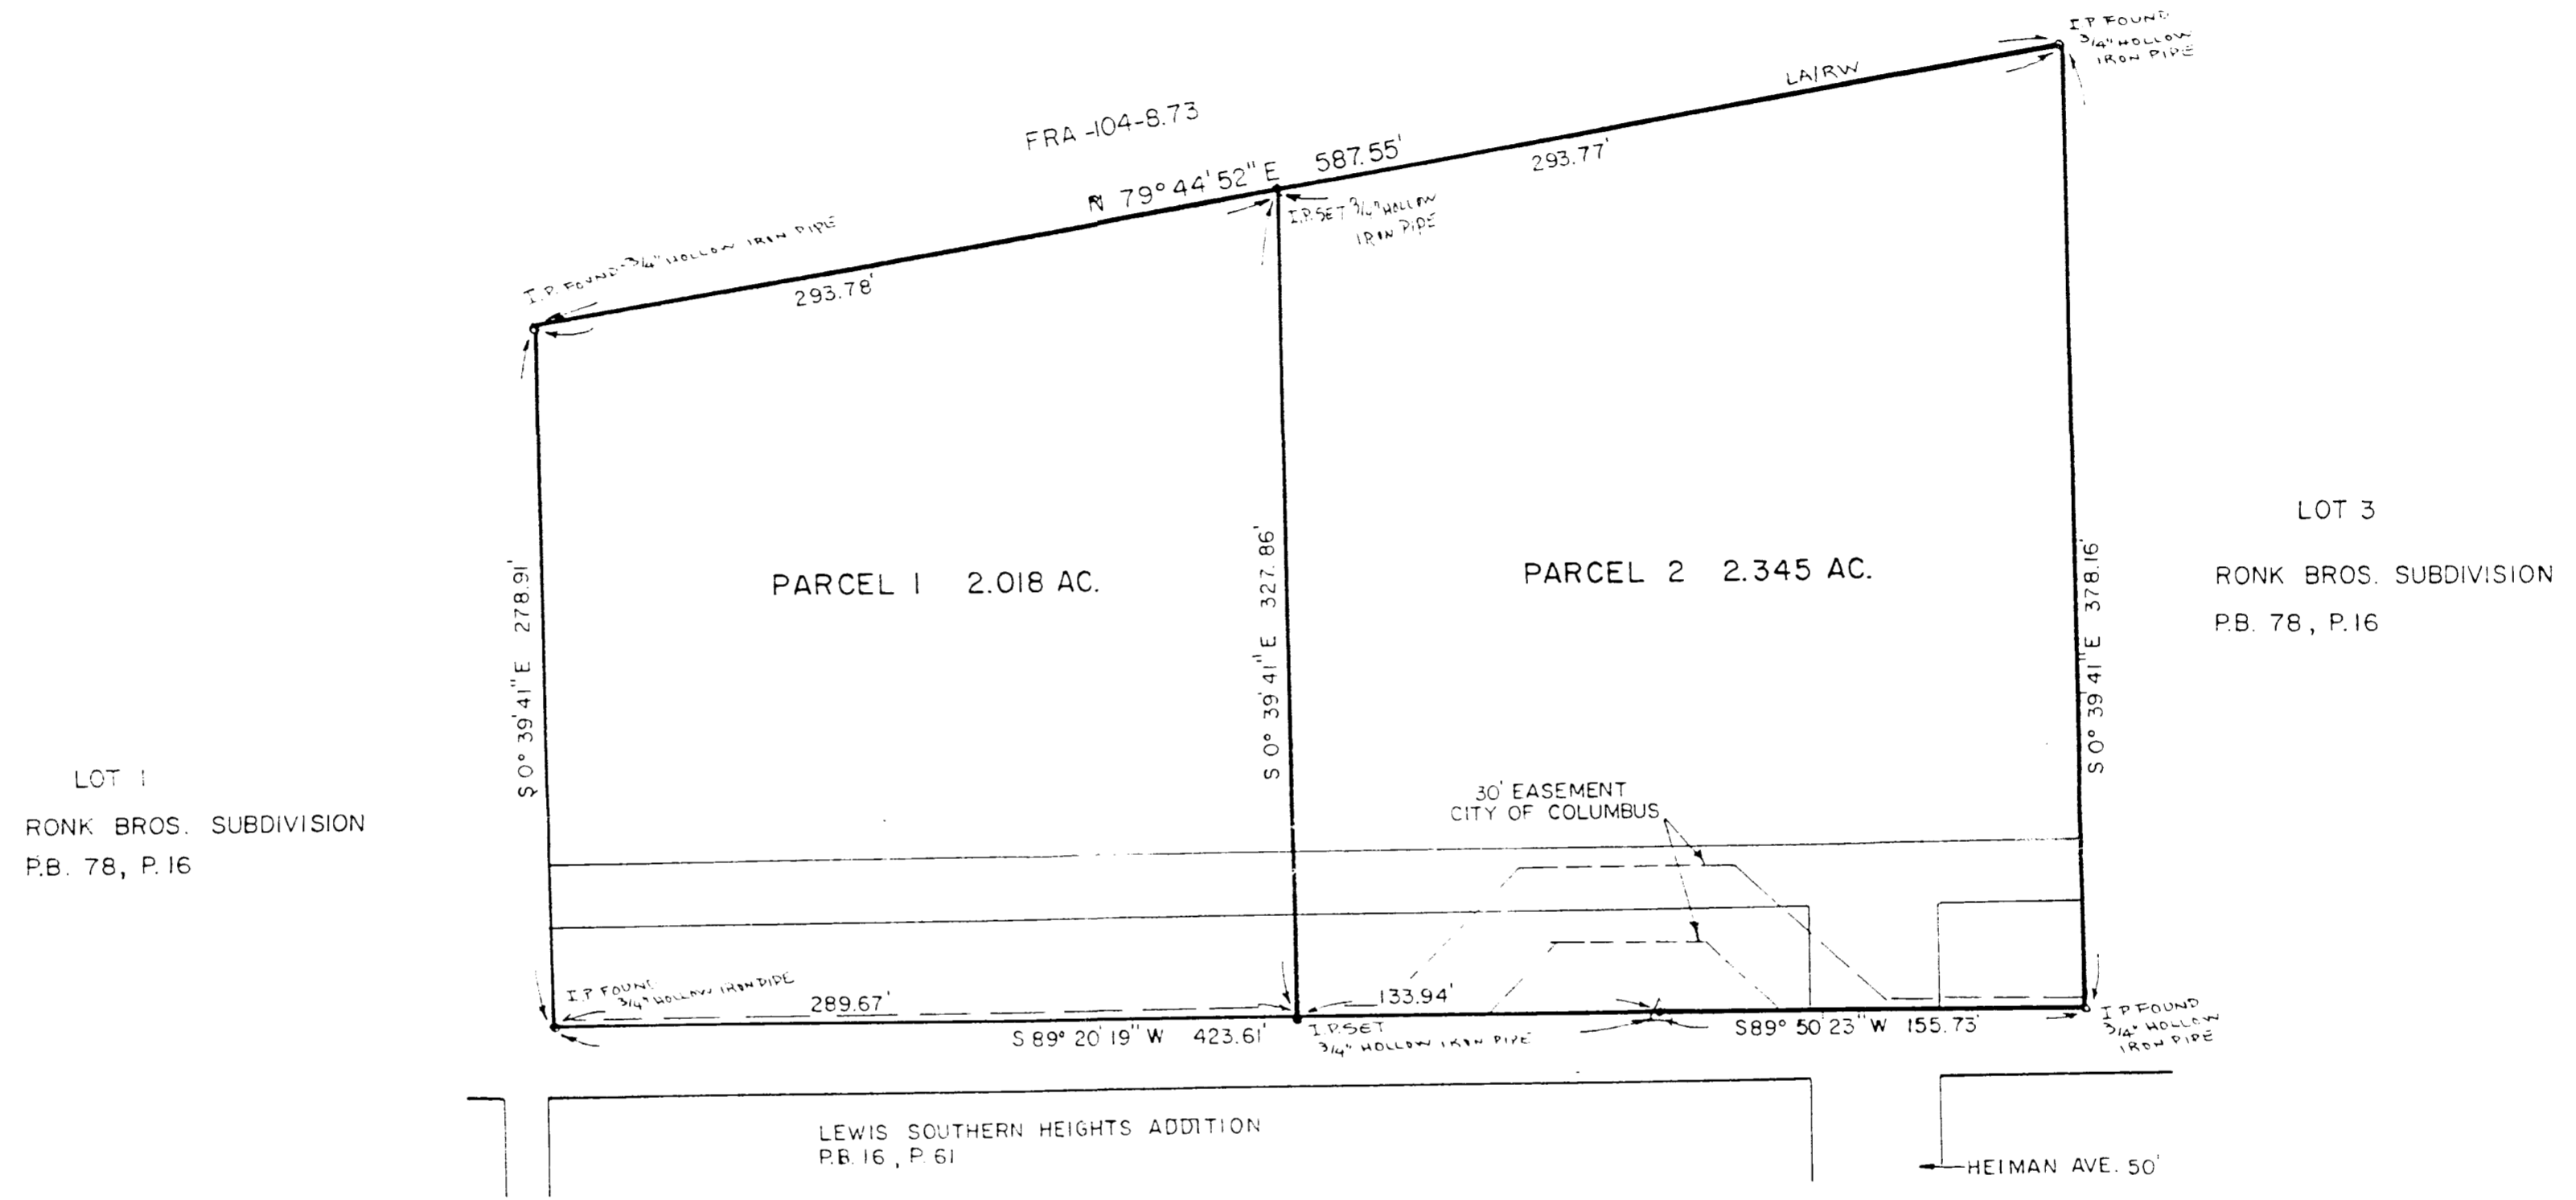 I.P FOUND
3/4" HOLLOW
IRON PIPE
LA/RW
FRA-104-8.73
N 79° 44' 52" E 587.55'
293.77'
I.P. SET 3/4" HOLLOW
IRON PIPE
I.P. FOUND-3/4" HOLLOW IRON PIPE
293.78'
LOT 3
RONK BROS. SUBDIVISION
P.B. 78, P.16
PARCEL 1 2.018 AC.
PARCEL 2 2.345 AC.
S 0° 39' 41" E 278.91'
S 0° 39' 41" E 327.86'
S 0° 39' 41" E 378.16'
LOT 1
RONK BROS. SUBDIVISION
P.B. 78, P.16
30' EASEMENT
CITY OF COLUMBUS
I.P FOUND
3/4" HOLLOW IRON PIPE
289.67'
133.94'
S 89° 20' 19" W 423.61'
I.P. SET
3/4" HOLLOW IRON PIPE
S89° 50' 23" W 155.73'
I P FOUND
3/4" HOLLOW
IRON PIPE
LEWIS SOUTHERN HEIGHTS ADDITION
P.B. 16, P. 61
HEIMAN AVE. 50'